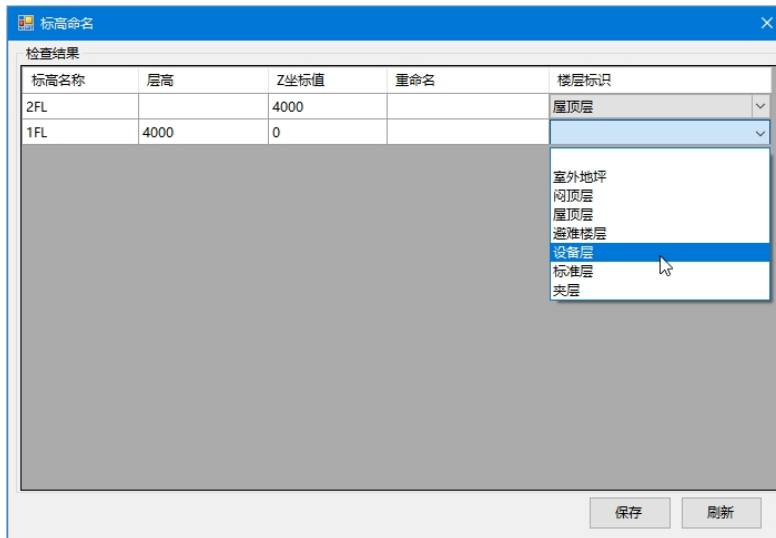 标高命名
检查结果
标高名称 层高 Z坐标值 重命名 楼层标识
2FL 4000 屋顶层
1FL 4000 0
室外地坪
闷顶层
屋顶层
避难楼层
设备层
标准层
夹层
保存 刷新